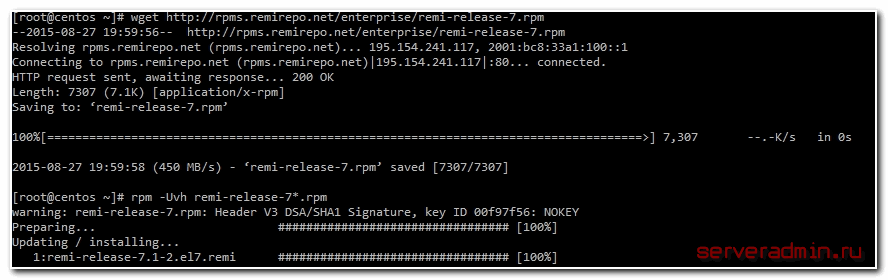 [root@centos ~]# wget http://rpms.remirepo.net/enterprise/remi-release-7.rpm
--2015-08-27 19:59:56--  http://rpms.remirepo.net/enterprise/remi-release-7.rpm
Resolving rpms.remirepo.net (rpms.remirepo.net)... 195.154.241.117, 2001:bc8:33a1:100::1
Connecting to rpms.remirepo.net (rpms.remirepo.net)|195.154.241.117|:80... connected.
HTTP request sent, awaiting response... 200 OK
Length: 7307 (7.1K) [application/x-rpm]
Saving to: ‘remi-release-7.rpm’
100%[=====================================================================================>] 7,307       --.-K/s   in 0s
2015-08-27 19:59:58 (450 MB/s) - ‘remi-release-7.rpm’ saved [7307/7307]
[root@centos ~]# rpm -Uvh remi-release-7*.rpm
warning: remi-release-7.rpm: Header V3 DSA/SHA1 Signature, key ID 00f97f56: NOKEY
Preparing...                          ################################# [100%]
Updating / installing...
   1:remi-release-7.1-2.el7.remi      ################################# [100%]
serveradmin.ru